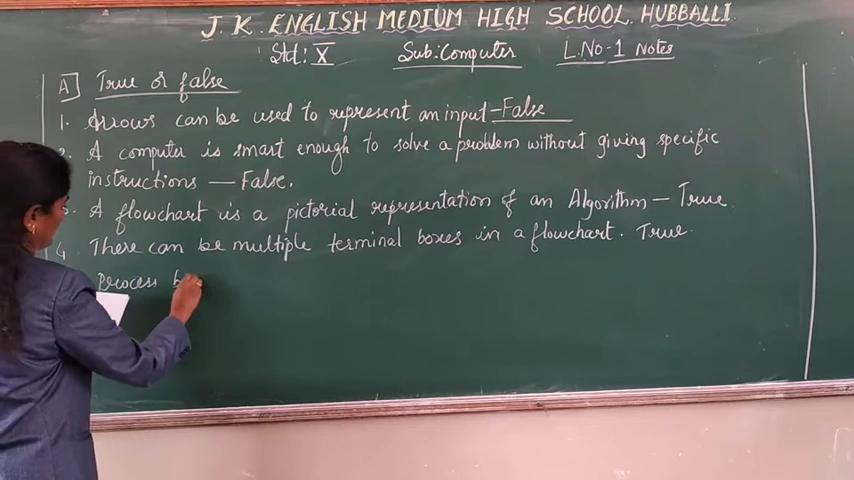 J. K. ENGLISH MEDIUM HIGH SCHOOL. HUBBALLI.
Std: X Sub: Computer L.No-1 Notes
A] True or false
1. Arrows can be used to represent an input - False
2. A computer is smart enough to solve a problem without giving specific
instructions — False.
A flowchart is a pictorial representation of an Algorithm — True
4. There can be multiple terminal boxes in a flowchart. True
Process b